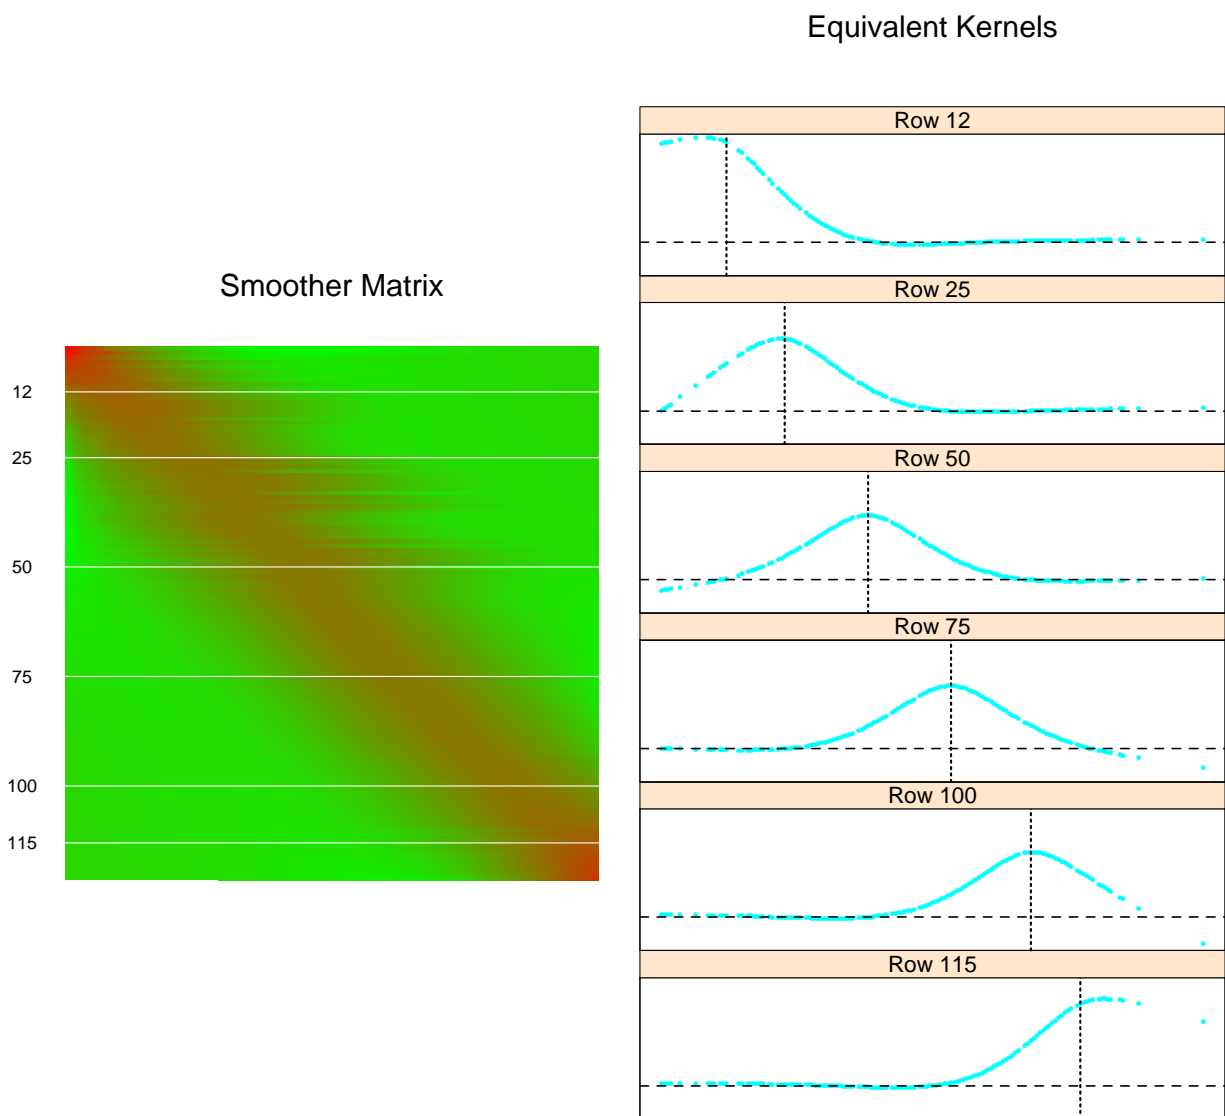 Equivalent Kernels
Smoother Matrix
12
25
50
75
100
115
Row 12
Row 25
Row 50
Row 75
Row 100
Row 115